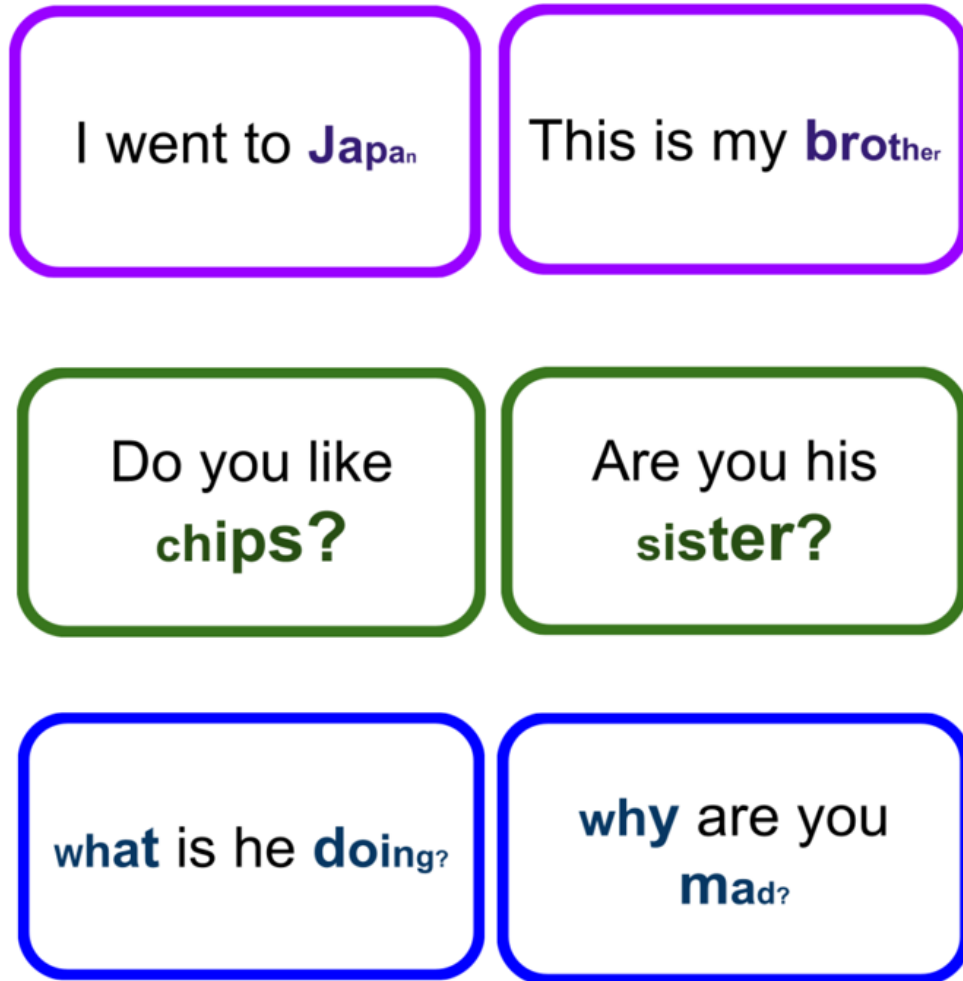 I went to Japan
This is my brother
Do you like
chips?
Are you his
sister?
what is he doing?
why are you
mad?